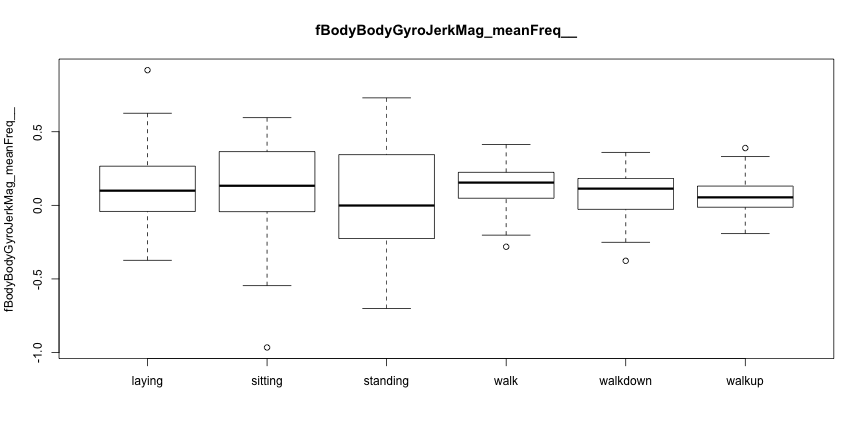 fBodyBodyGyroJerkMag_meanFreq__
fBodyBodyGyroJerkMag_meanFreq__
0.5
0.0
-0.5
-1.0
laying sitting standing walk walkdown walkup